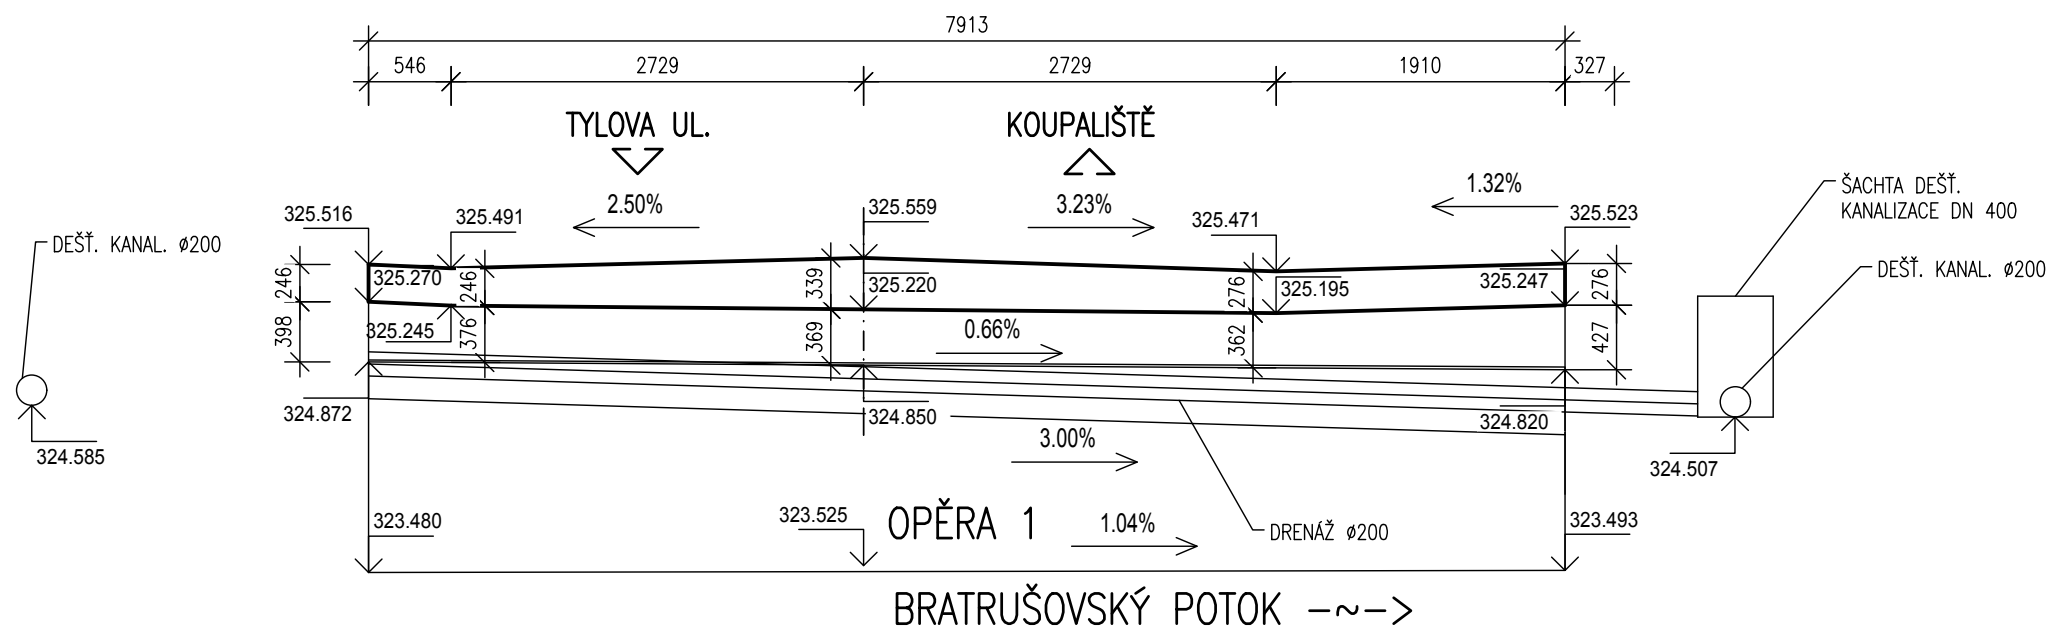 7913
546 2729 2729 1910 327
TYLOVA UL. KOUPALIŠTĚ
1.32%
ŠACHTA DEŠŤ.
KANALIZACE DN 400
2.50% 3.23%
325.516 325.491 325.559 325.471 325.523
DEŠŤ. KANAL. ø200
DEŠŤ. KANAL. ø200
246 325.270 246 339 325.220 276 325.195 325.247 276
398 325.245 376 369 0.66% 362 427
324.872 324.850 324.820
3.00%
324.585 324.507
323.480 323.525 OPĚRA 1 1.04% 323.493
DRENÁŽ ø200
BRATRUŠOVSKÝ POTOK -~->